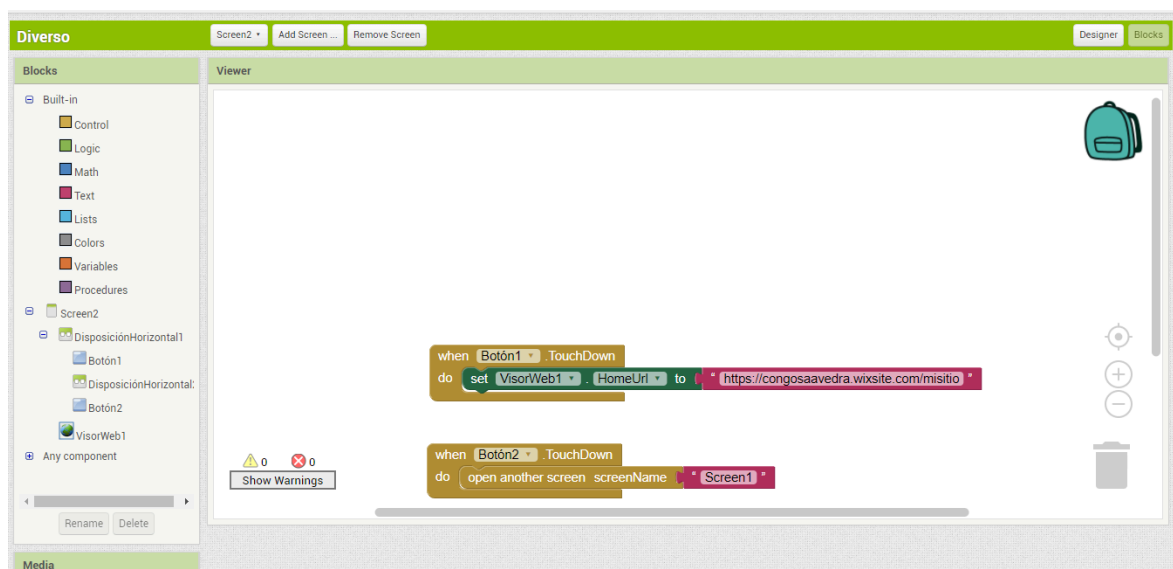 Diverso
Screen2 ▾ Add Screen ... Remove Screen Designer Blocks
Blocks
Viewer
Built-in
Control
Logic
Math
Text
Lists
Colors
Variables
Procedures
Screen2
DisposiciónHorizontal1
Botón1
DisposiciónHorizontal:
Botón2
VisorWeb1
Any component
Rename Delete
Media
when Botón1 ▾ .TouchDown
do set VisorWeb1 ▾ . HomeUrl ▾ to " https://congosaavedra.wixsite.com/misitio "
when Botón2 ▾ .TouchDown
do open another screen screenName " Screen1 "
0 0
Show Warnings